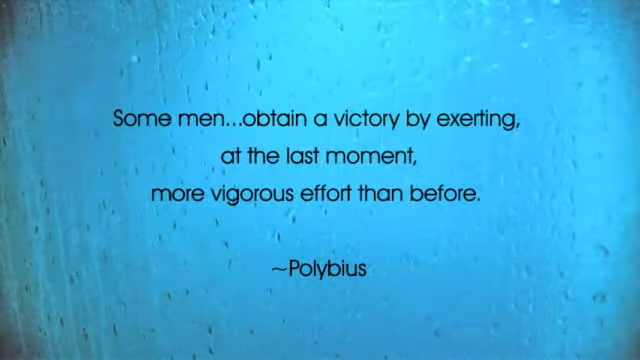 Some men...obtain a victory by exerting,
at the last moment,
more vigorous effort than before.
~Polybius